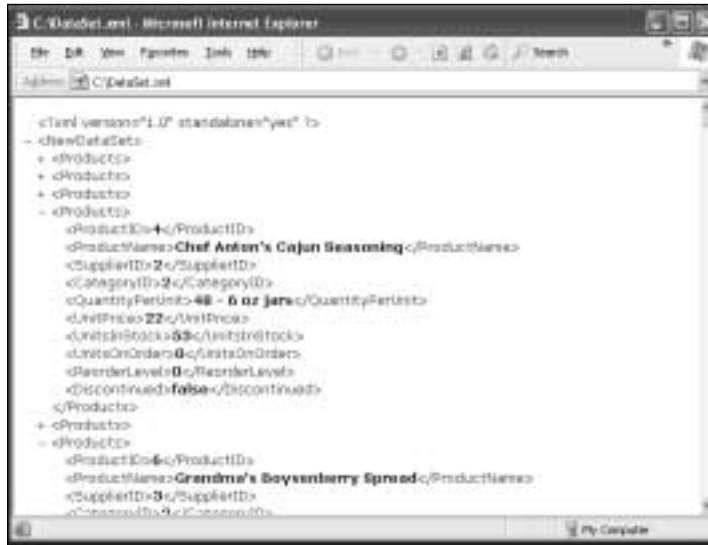 C:\DataSet.xml - Microsoft Internet Explorer
File Edit View Favorites Tools Help Back Search
Address C:\DataSet.xml
<?xml version="1.0" standalone="yes" ?>
- <NewDataSet>
+ <Products>
+ <Products>
+ <Products>
- <Products>
<ProductID>4</ProductID>
<ProductName>Chef Anton's Cajun Seasoning</ProductName>
<SupplierID>2</SupplierID>
<CategoryID>2</CategoryID>
<QuantityPerUnit>48 - 6 oz jars</QuantityPerUnit>
<UnitPrice>22</UnitPrice>
<UnitsInStock>53</UnitsInStock>
<UnitsOnOrder>0</UnitsOnOrder>
<ReorderLevel>0</ReorderLevel>
<Discontinued>false</Discontinued>
</Products>
+ <Products>
- <Products>
<ProductID>6</ProductID>
<ProductName>Grandma's Boysenberry Spread</ProductName>
<SupplierID>3</SupplierID>
<CategoryID>2</CategoryID>
My Computer